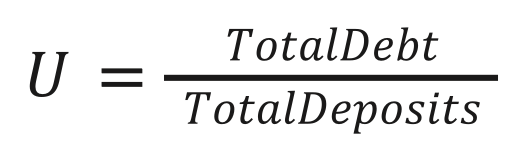 U = TotalDebt / TotalDeposits